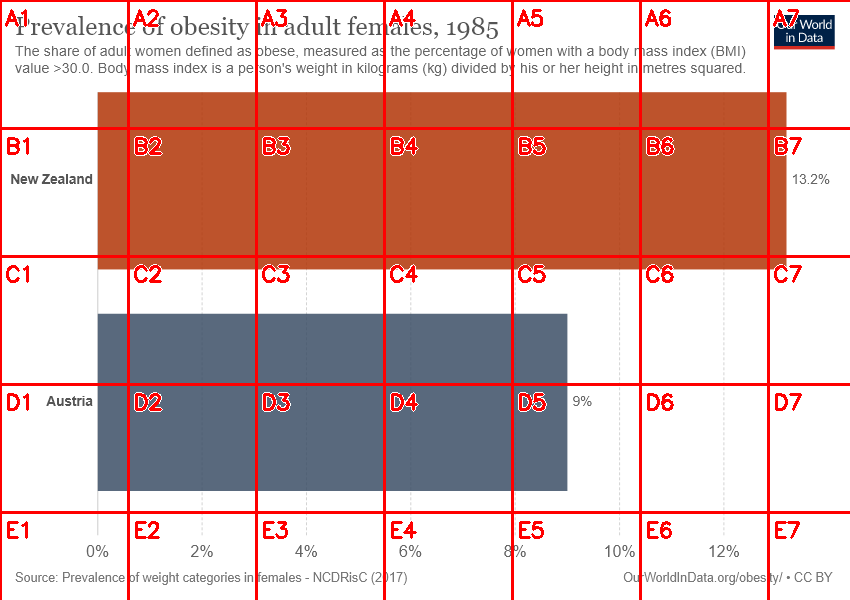 Prevalence of obesity in adult females, 1985
Our World
in Data
The share of adult women defined as obese, measured as the percentage of women with a body mass index (BMI)
value >30.0. Body mass index is a person's weight in kilograms (kg) divided by his or her height in metres squared.
A1 A2 A3 A4 A5 A6 A7
B1 B2 B3 B4 B5 B6 B7
New Zealand 13.2%
C1 C2 C3 C4 C5 C6 C7
D1 D2 D3 D4 D5 D6 D7
Austria 9%
E1 E2 E3 E4 E5 E6 E7
0% 2% 4% 6% 8% 10% 12%
Source: Prevalence of weight categories in females - NCDRisC (2017)
OurWorldInData.org/obesity/ • CC BY